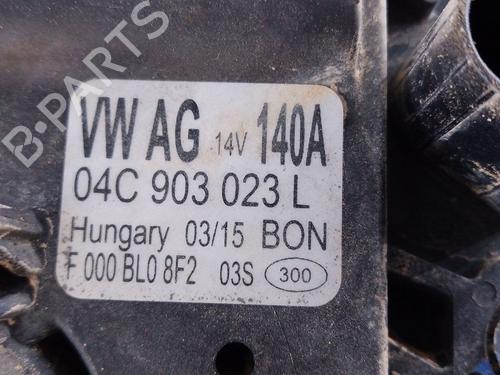 B-PARTS
VW AG 14V 140A
04C 903 023 L
Hungary 03/15 BON
F 000 BL0 8F2 03S 300